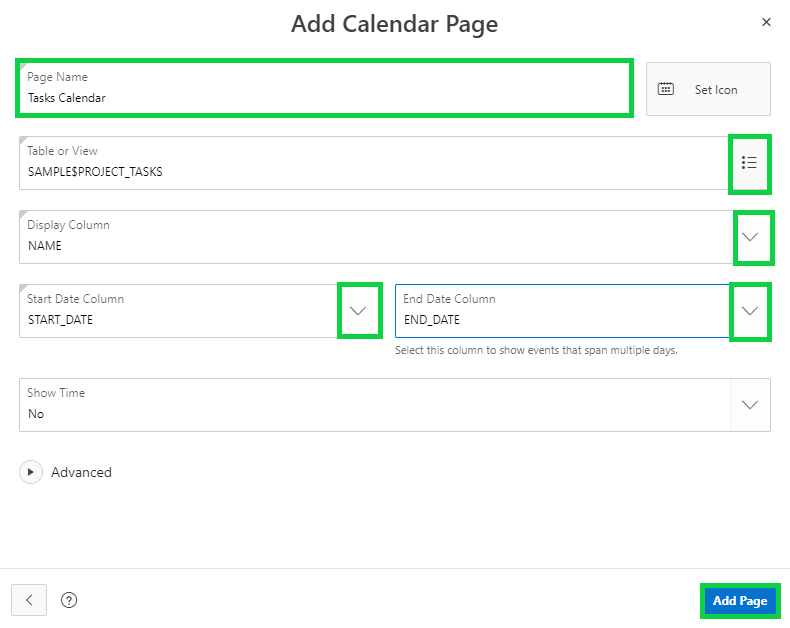 Add Calendar Page
Page Name
Tasks Calendar
Set Icon
Table or View
SAMPLE$PROJECT_TASKS
Display Column
NAME
Start Date Column
START_DATE
End Date Column
END_DATE
Select this column to show events that span multiple days.
Show Time
No
Advanced
?
Add Page